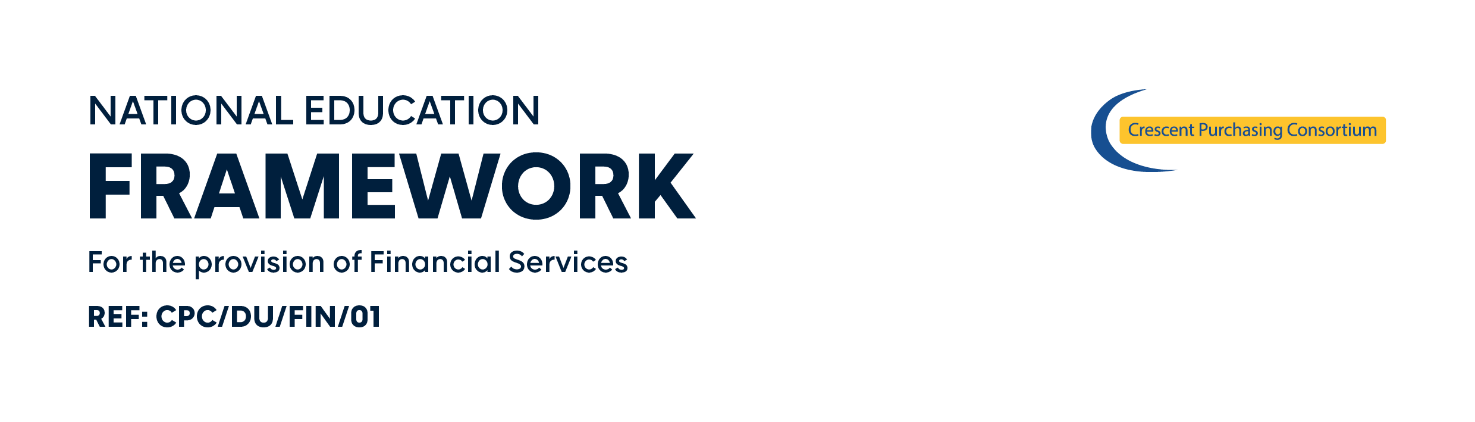 NATIONAL EDUCATION
FRAMEWORK
For the provision of Financial Services
REF: CPC/DU/FIN/01
Crescent Purchasing Consortium